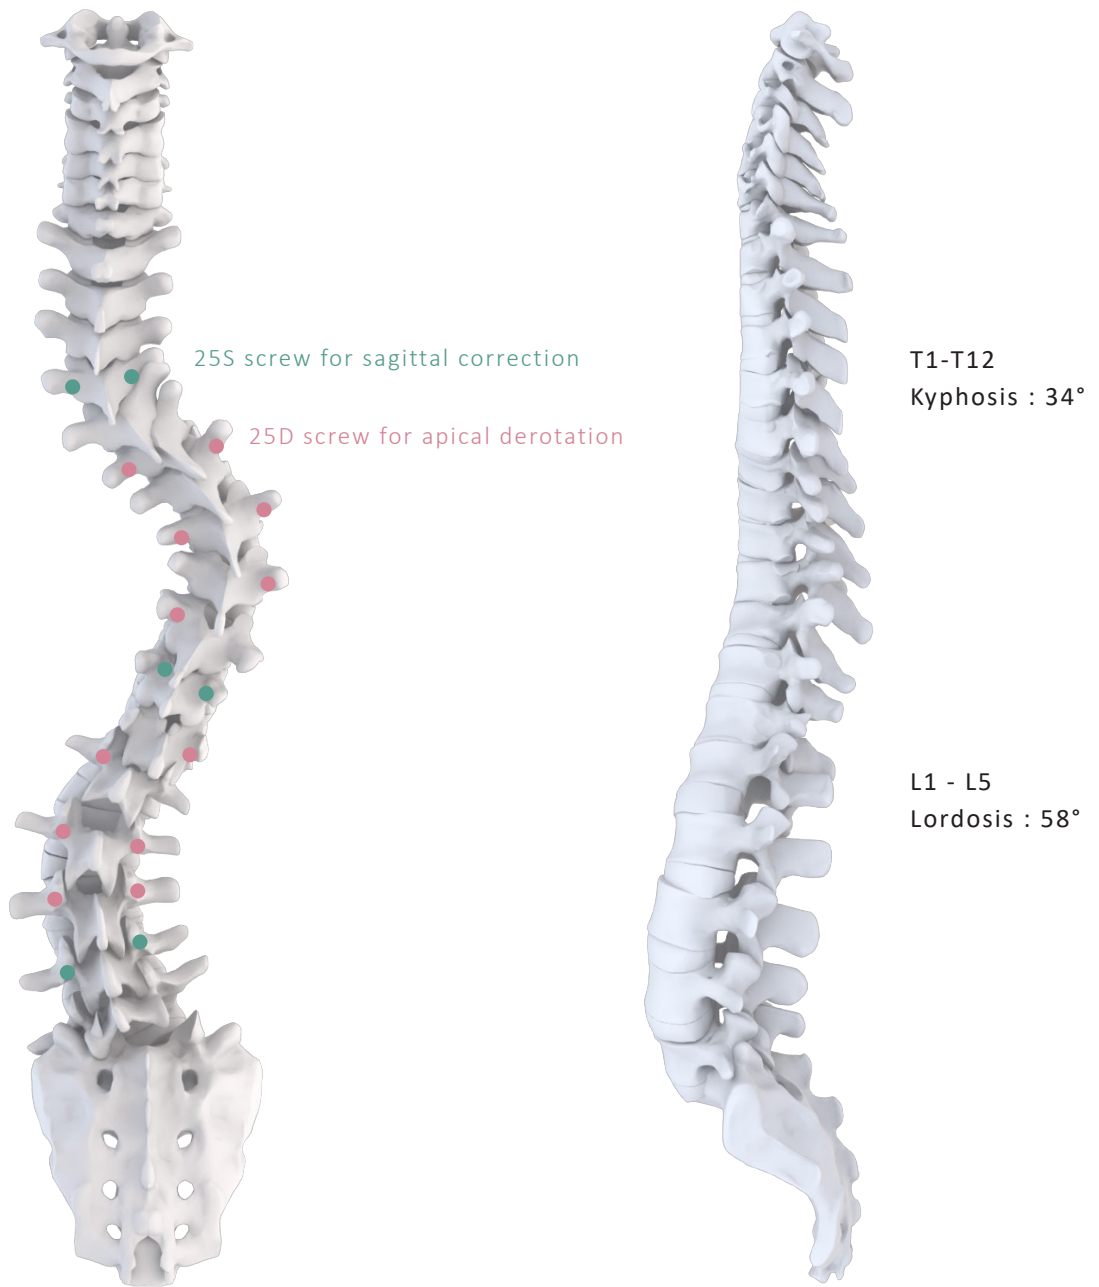 25S screw for sagittal correction
25D screw for apical derotation
T1-T12
Kyphosis : 34°
L1 - L5
Lordosis : 58°